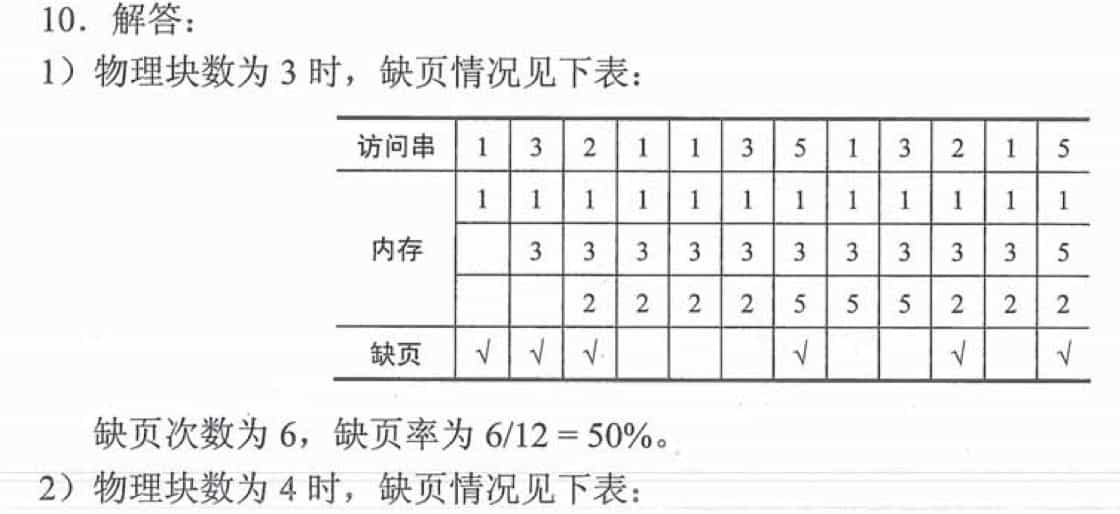 10．解答：
1）物理块数为 3 时，缺页情况见下表：
访问串 1 3 2 1 1 3 5 1 3 2 1 5
1 1 1 1 1 1 1 1 1 1 1 1
内存 3 3 3 3 3 3 3 3 3 3 5
2 2 2 2 5 5 5 2 2 2
缺页 √ √ √ √ √ √
缺页次数为 6，缺页率为 6/12 = 50%。
2）物理块数为 4 时，缺页情况见下表：